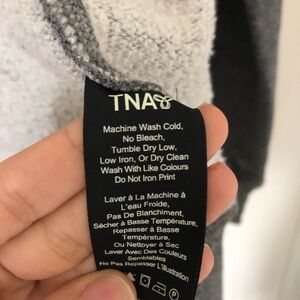 TNA
Machine Wash Cold,
No Bleach,
Tumble Dry Low,
Low Iron, Or Dry Clean
Wash With Like Colours
Do Not Iron Print
Laver à La Machine à
L'eau Froide,
Pas De Blanchiment,
Sécher à Basse Température,
Repasser à Basse
Température,
Ou Nettoyer à Sec
Laver Avec Des Couleurs
Semblables
Ne Pas Repasser L'illustration